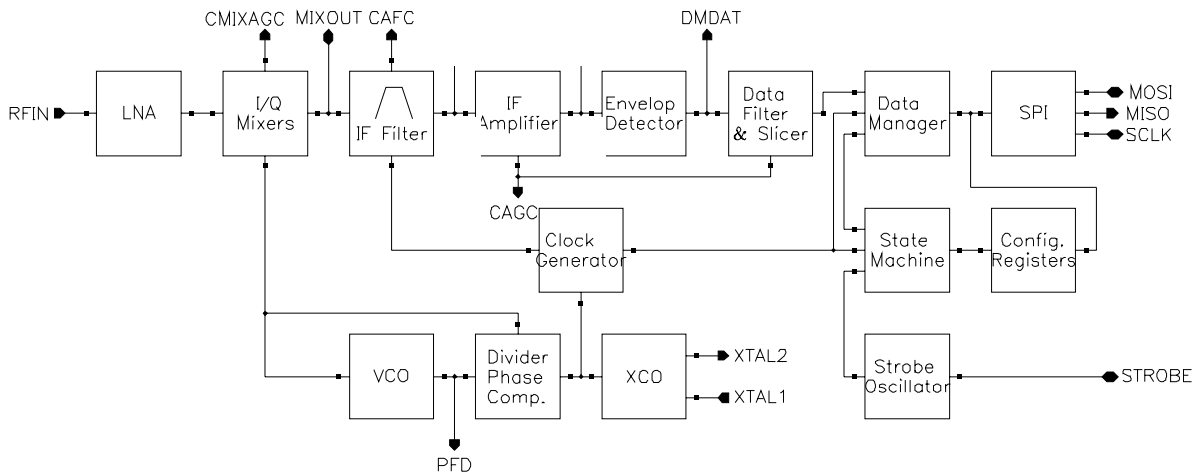 CMIXAGC MIXOUT CAFC DMDAT
RFIN
LNA
I/Q
Mixers
IF Filter
IF
Amplifier
Envelop
Detector
Data
Filter
& Slicer
Data
Manager
SPI
MOSI
MISO
SCLK
CAGC
Clock
Generator
State
Machine
Config.
Registers
VCO
Divider
Phase
Comp.
XCO
XTAL2
XTAL1
Strobe
Oscillator
STROBE
PFD